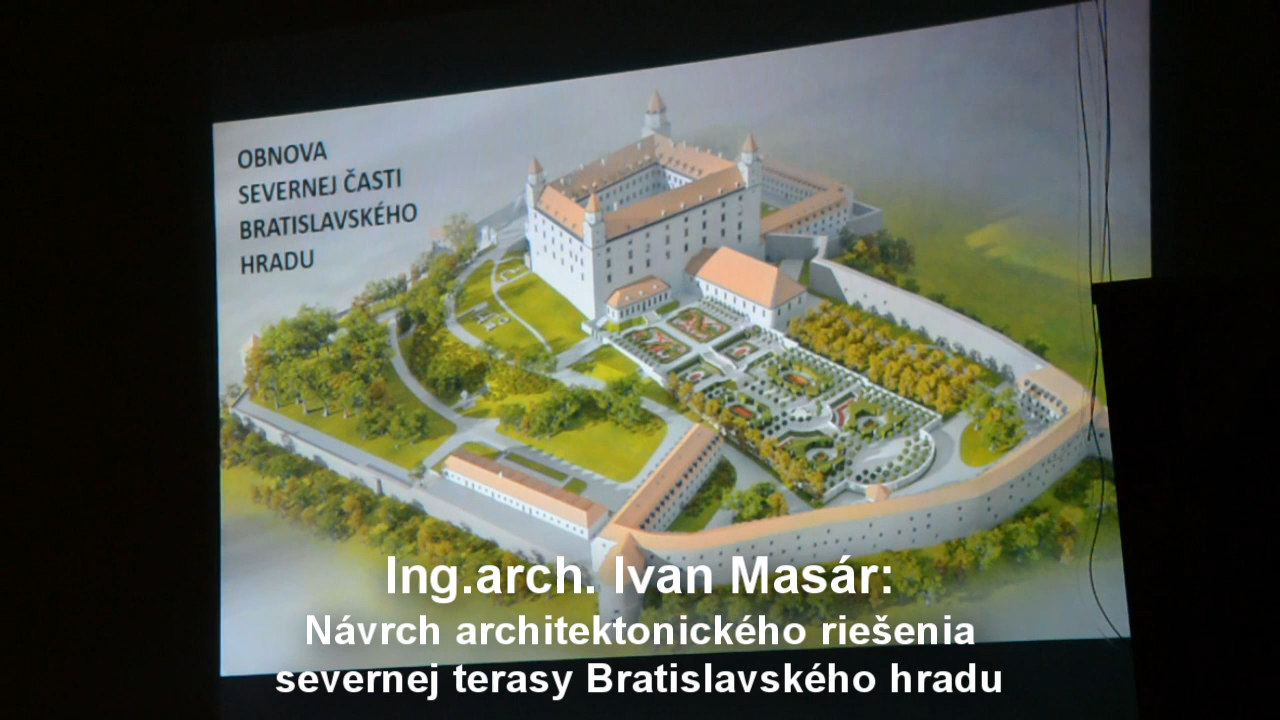 OBNOVA
SEVERNEJ ČASTI
BRATISLAVSKÉHO
HRADU
Ing.arch. Ivan Masár:
Návrch architektonického riešenia
severnej terasy Bratislavského hradu